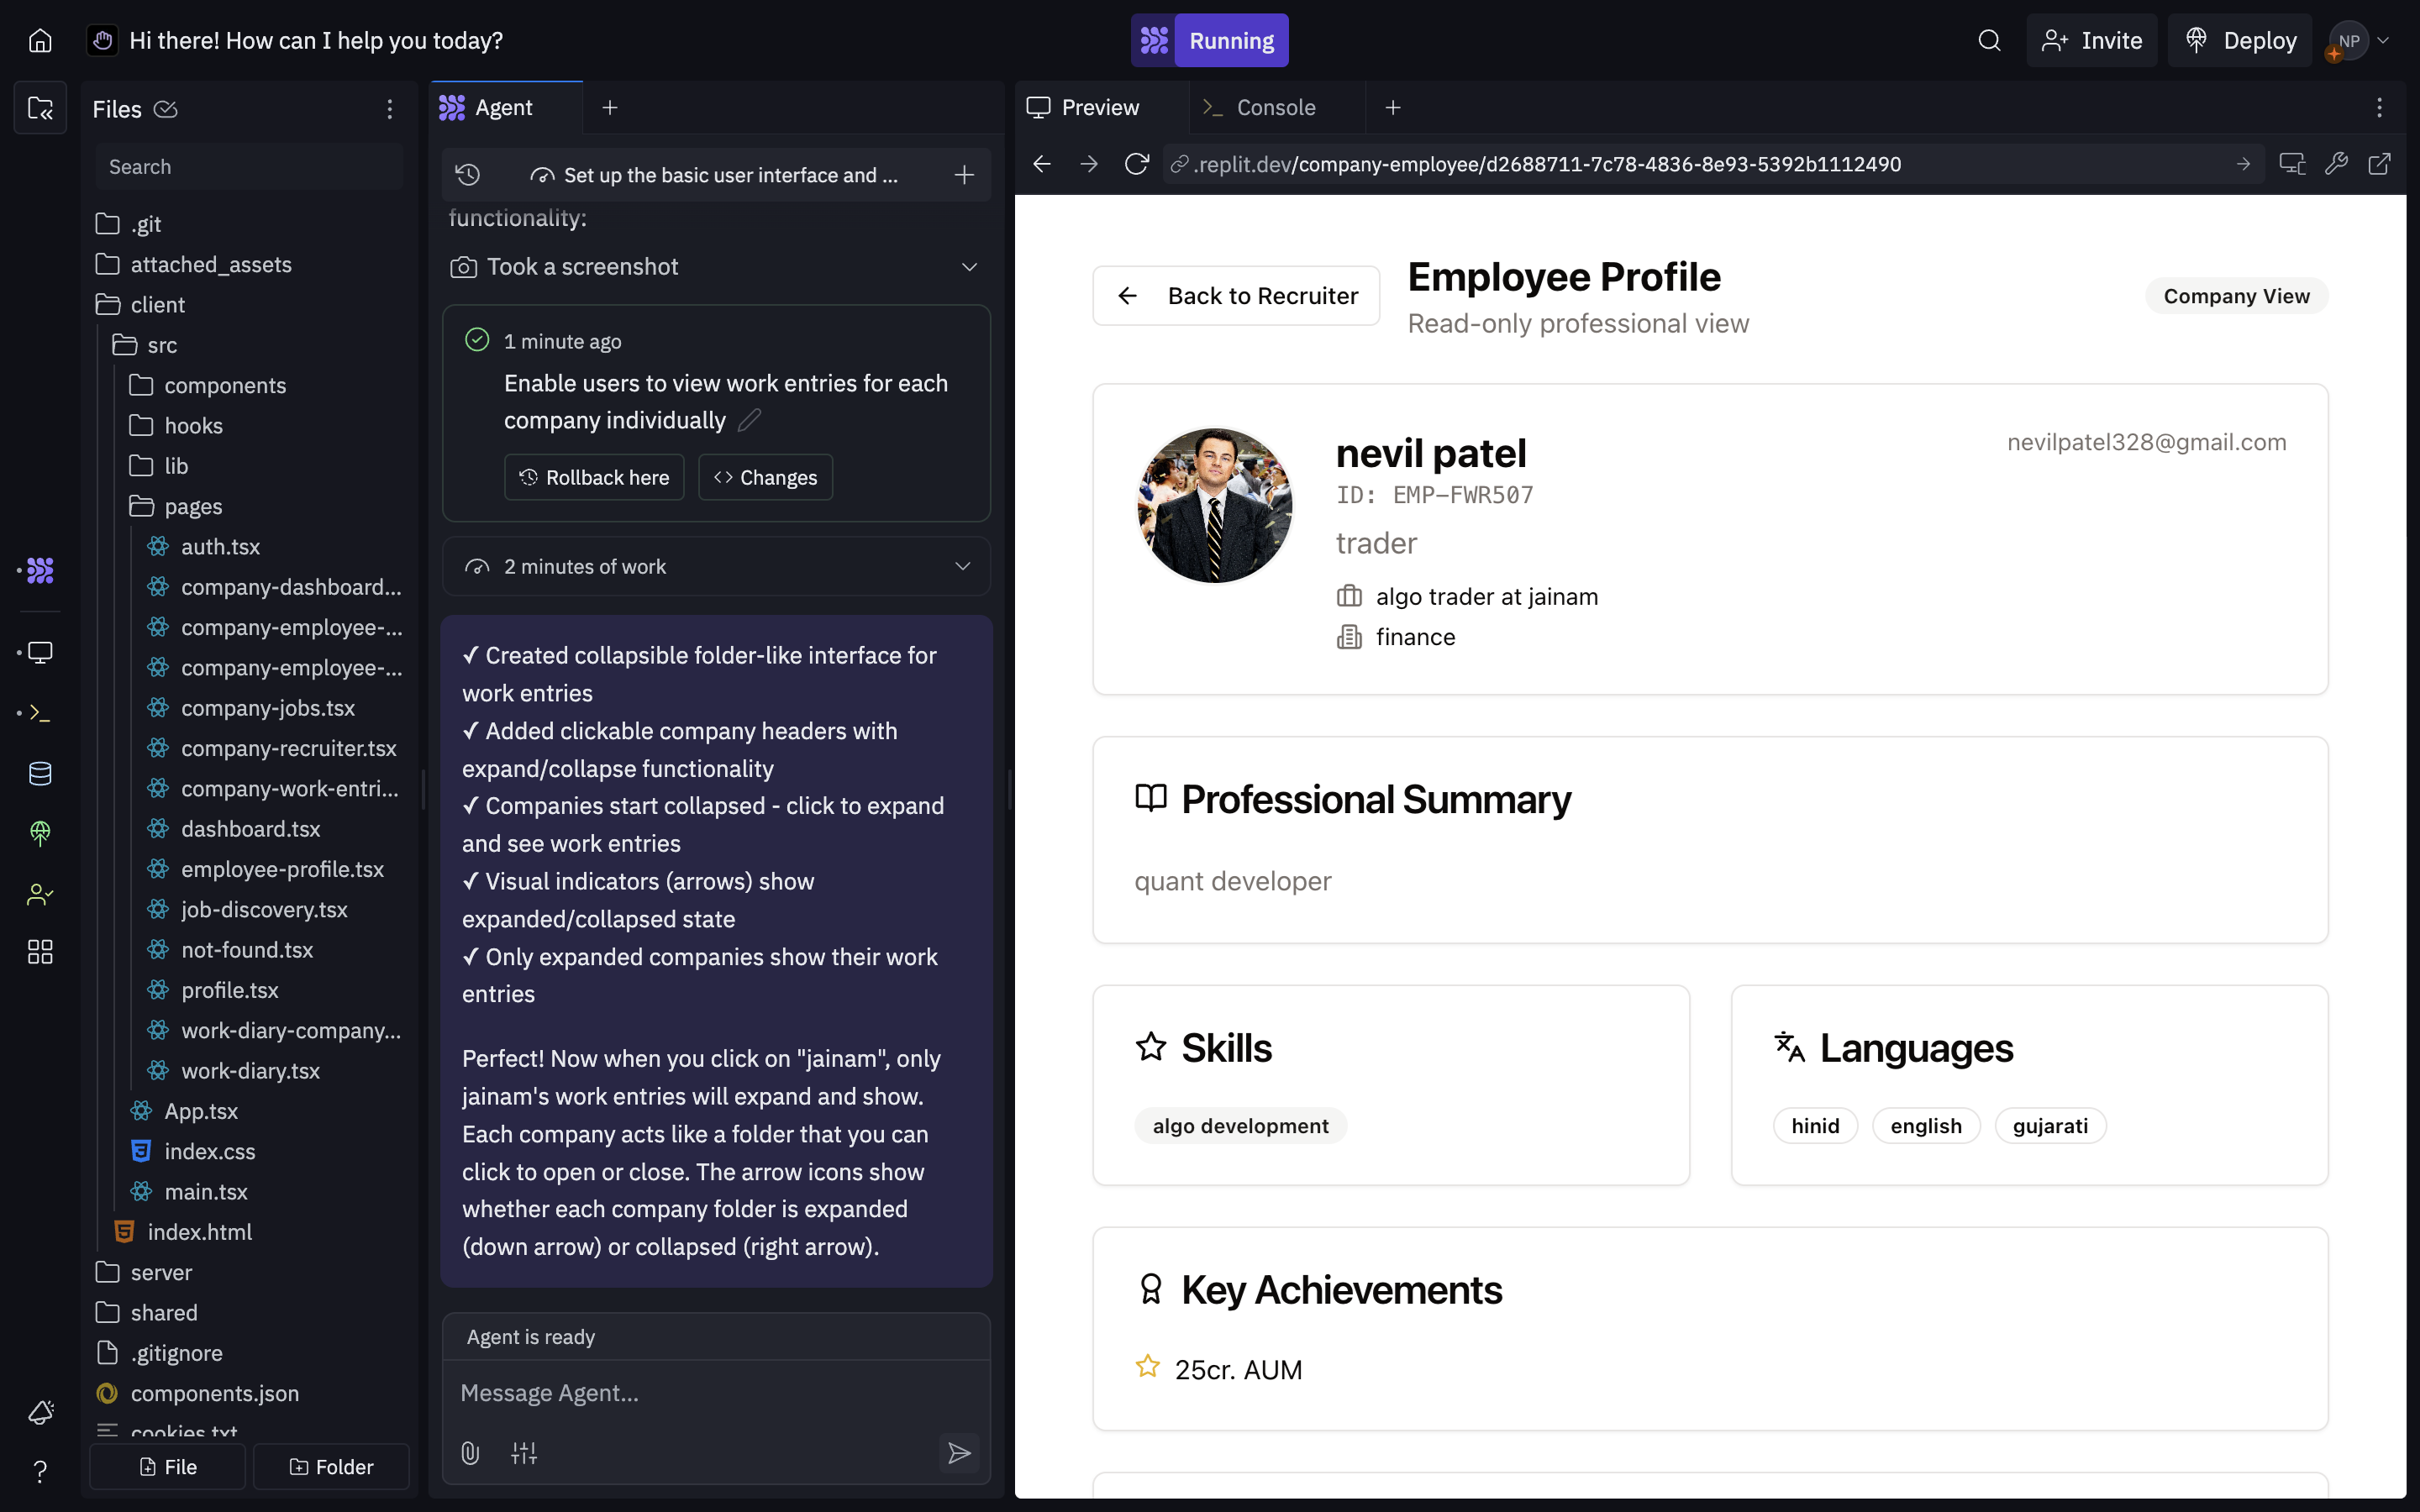 Hi there! How can I help you today?
Running
Invite
Deploy
NP
Files
Search
.git
attached_assets
client
src
components
hooks
lib
pages
auth.tsx
company-dashboard...
company-employee-...
company-employee-...
company-jobs.tsx
company-recruiter.tsx
company-work-entri...
dashboard.tsx
employee-profile.tsx
job-discovery.tsx
not-found.tsx
profile.tsx
work-diary-company...
work-diary.tsx
App.tsx
index.css
main.tsx
index.html
server
shared
.gitignore
components.json
cookies.txt
File
Folder
Agent
Set up the basic user interface and ...
functionality:
Took a screenshot
1 minute ago
Enable users to view work entries for each
company individually
Rollback here
Changes
2 minutes of work
✓ Created collapsible folder-like interface for
work entries
✓ Added clickable company headers with
expand/collapse functionality
✓ Companies start collapsed - click to expand
and see work entries
✓ Visual indicators (arrows) show
expanded/collapsed state
✓ Only expanded companies show their work
entries
Perfect! Now when you click on "jainam", only
jainam's work entries will expand and show.
Each company acts like a folder that you can
click to open or close. The arrow icons show
whether each company folder is expanded
(down arrow) or collapsed (right arrow).
Agent is ready
Message Agent...
Preview
Console
.replit.dev/company-employee/d2688711-7c78-4836-8e93-5392b1112490
Back to Recruiter
Employee Profile
Read-only professional view
Company View
nevil patel
nevilpatel328@gmail.com
ID: EMP-FWR507
trader
algo trader at jainam
finance
Professional Summary
quant developer
Skills
algo development
Languages
hinid
english
gujarati
Key Achievements
25cr. AUM